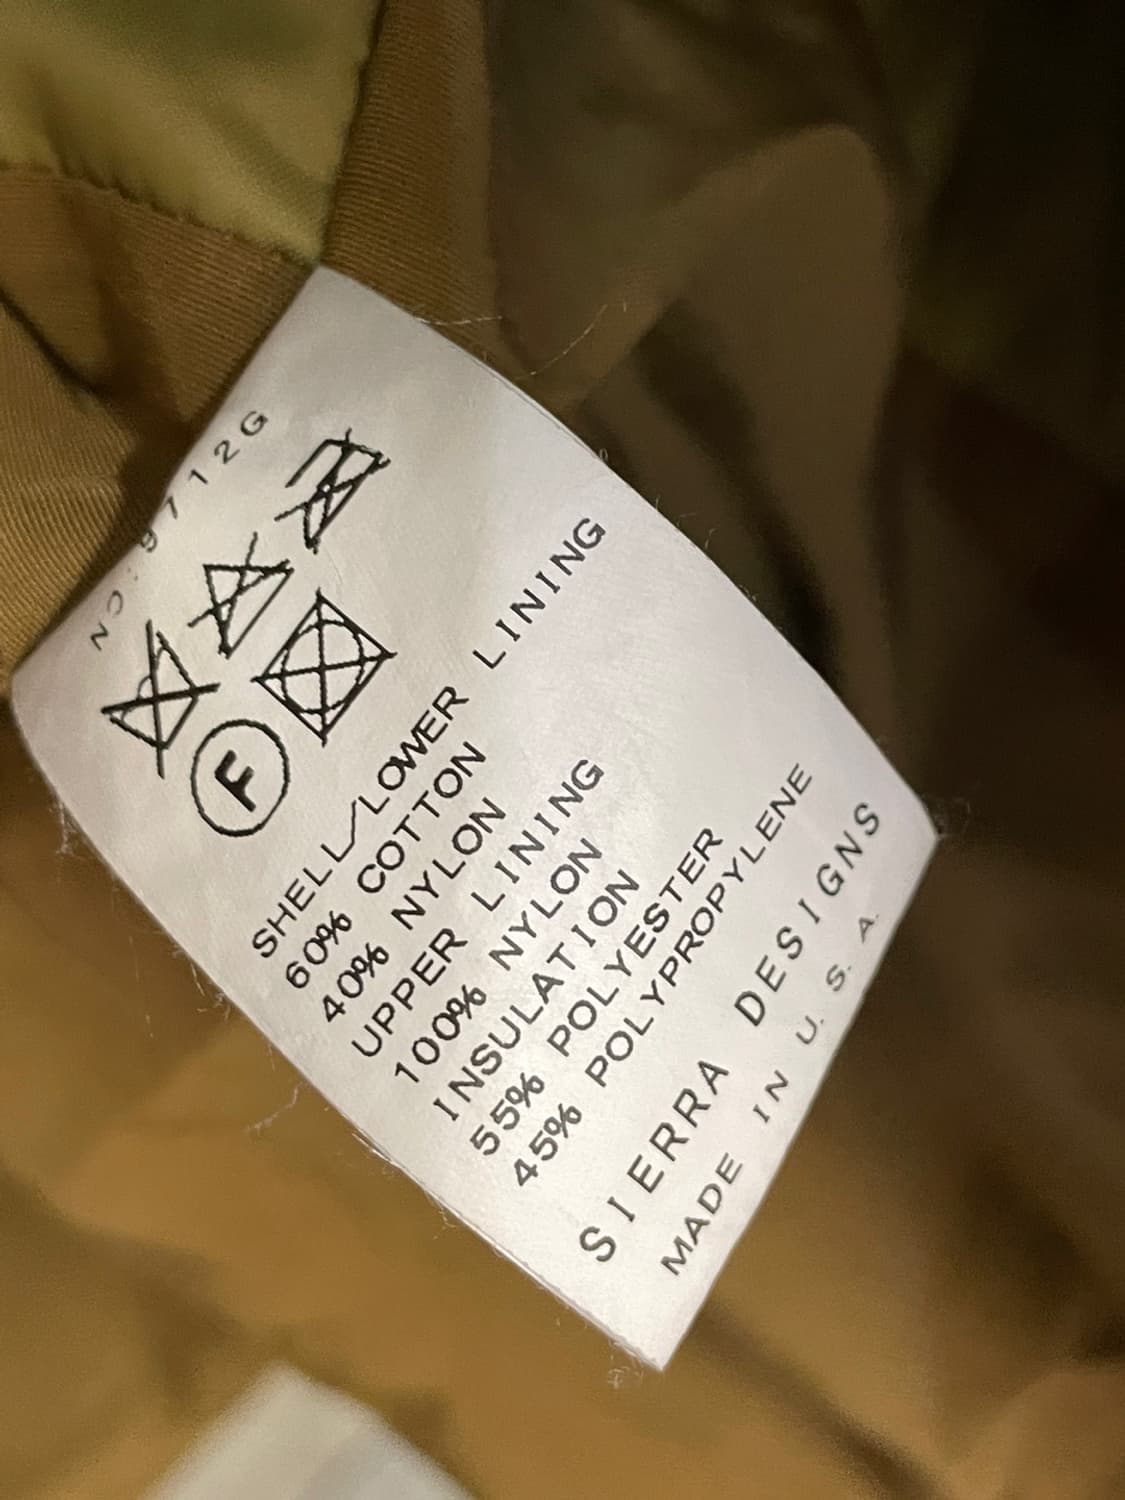 NO. 9712G
F
SHELL/LOWER LINING
60% COTTON
40% NYLON
UPPER LINING
100% NYLON
INSULATION
55% POLYESTER
45% POLYPROPYLENE
SIERRA DESIGNS
MADE IN U. S. A.